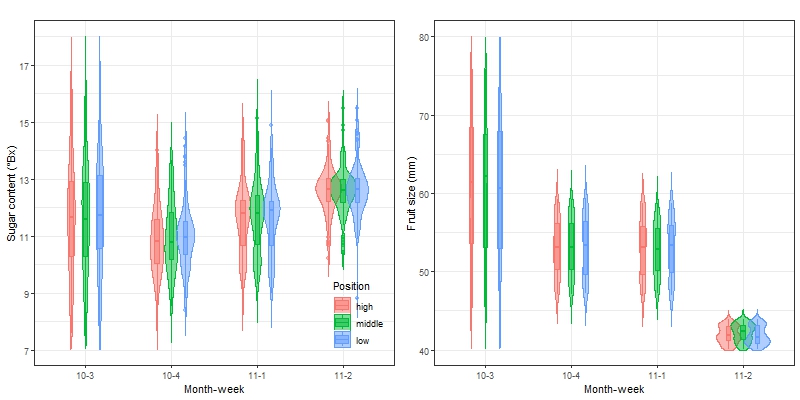 Sugar content (°Bx)
17
15
13
11
9
7
10-3
10-4
11-1
11-2
Month-week
Position
high
middle
low
Fruit size (mm)
80
70
60
50
40
10-3
10-4
11-1
11-2
Month-week